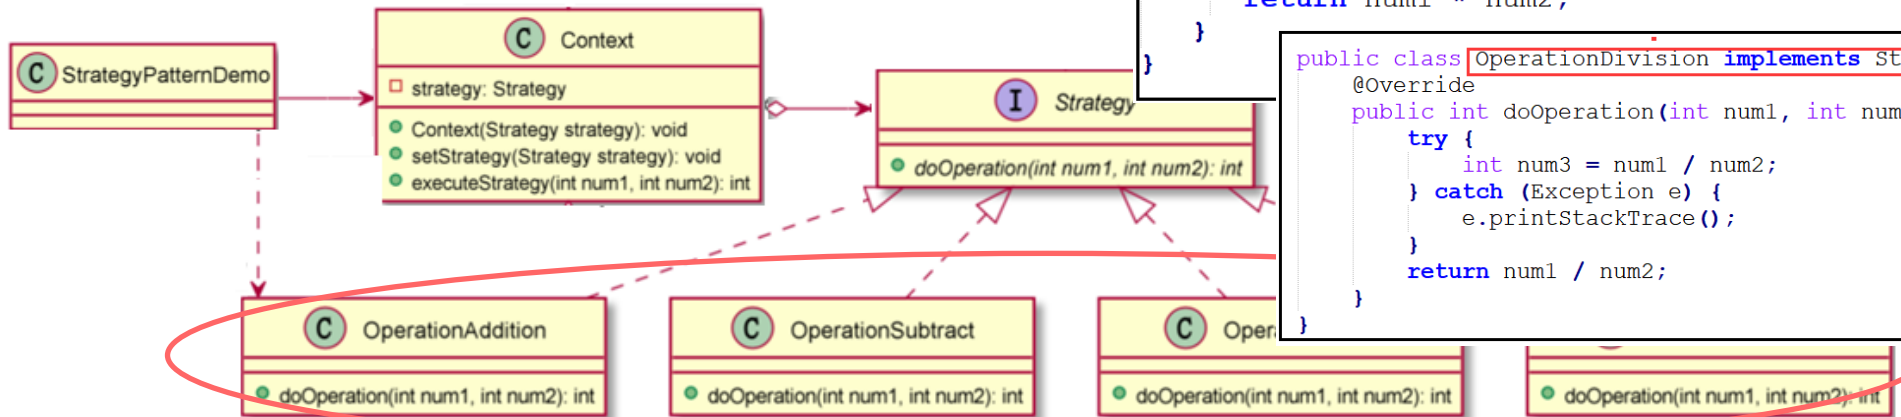 C StrategyPatternDemo
C Context
strategy: Strategy
Context(Strategy strategy): void
setStrategy(Strategy strategy): void
executeStrategy(int num1, int num2): int
I Strategy
doOperation(int num1, int num2): int
return num1 * num2;
}
}
public class OperationDivision implements St
@Override
public int doOperation(int num1, int num
try {
int num3 = num1 / num2;
} catch (Exception e) {
e.printStackTrace();
}
return num1 / num2;
}
}
C OperationAddition
doOperation(int num1, int num2): int
C OperationSubtract
doOperation(int num1, int num2): int
C Oper
doOperation(int num1, int num2): int
doOperation(int num1, int num2): int